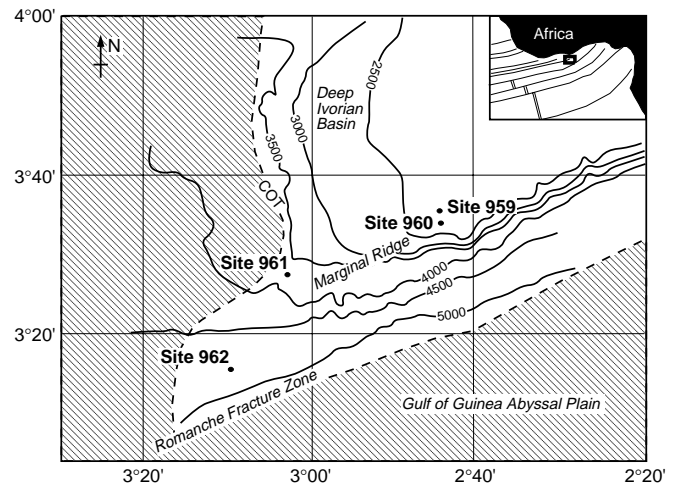 4°00'
N
Africa
Deep
Ivorian
Basin
2500
3000
3500
3°40'
COT
Site 959
Site 960
Marginal Ridge
Site 961
4000
4500
5000
3°20'
Site 962
Romanche Fracture Zone
Gulf of Guinea Abyssal Plain
3°20'
3°00'
2°40'
2°20'